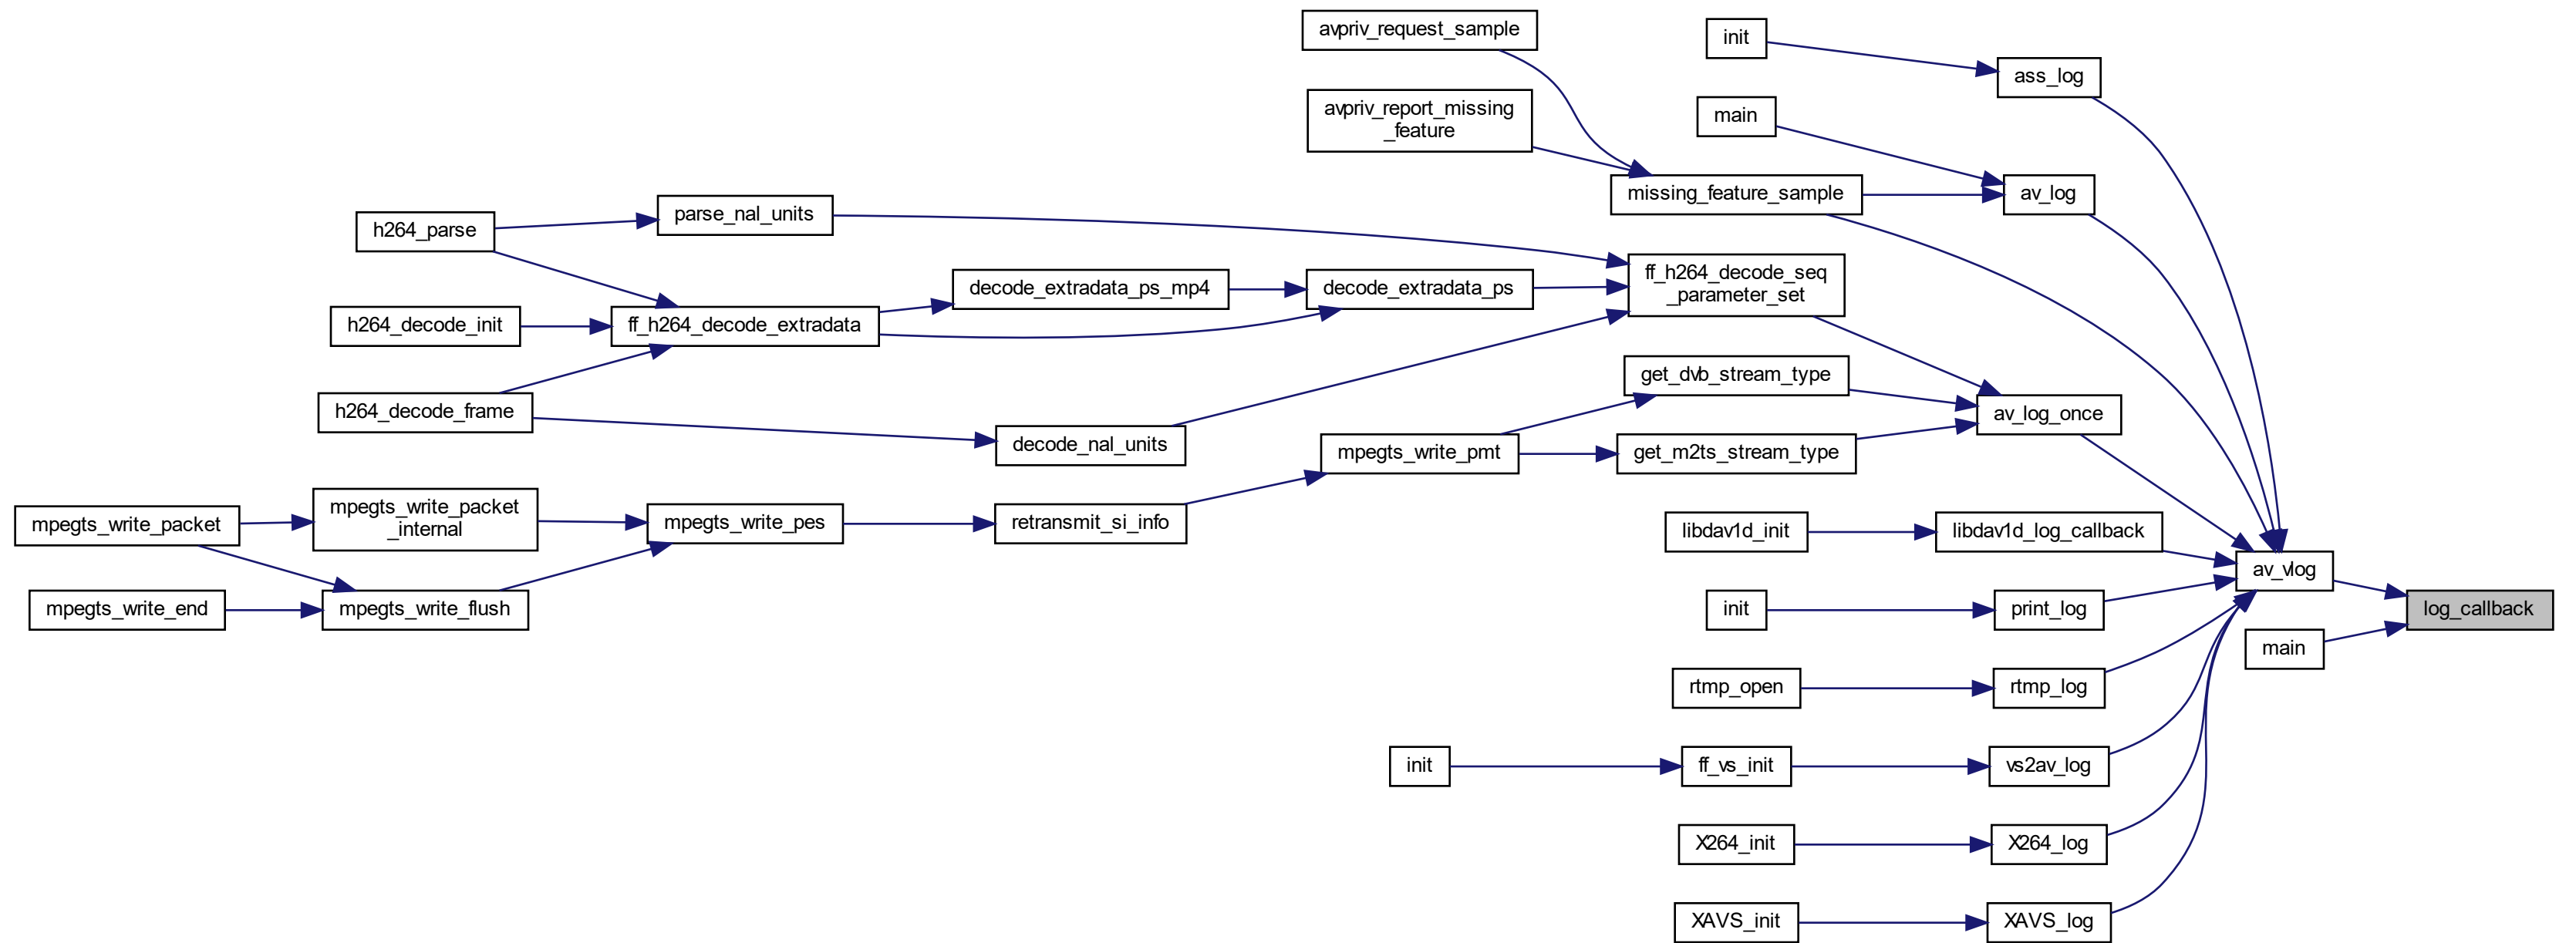 avpriv_request_sample
init
ass_log
avpriv_report_missing
_feature
main
missing_feature_sample
av_log
parse_nal_units
h264_parse
ff_h264_decode_seq
_parameter_set
decode_extradata_ps_mp4
decode_extradata_ps
h264_decode_init
ff_h264_decode_extradata
get_dvb_stream_type
h264_decode_frame
av_log_once
decode_nal_units
mpegts_write_pmt
get_m2ts_stream_type
mpegts_write_packet
mpegts_write_packet
_internal
mpegts_write_pes
retransmit_si_info
libdav1d_init
libdav1d_log_callback
av_vlog
mpegts_write_end
mpegts_write_flush
init
print_log
log_callback
main
rtmp_open
rtmp_log
init
ff_vs_init
vs2av_log
X264_init
X264_log
XAVS_init
XAVS_log